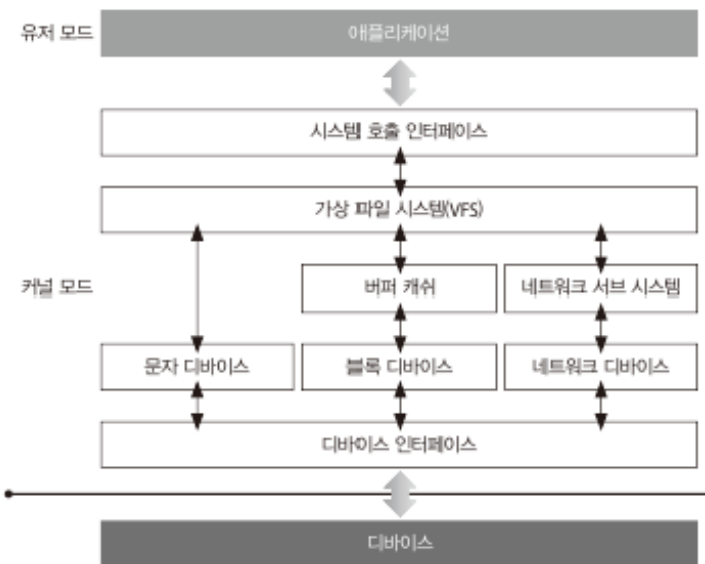 유저 모드
애플리케이션
시스템 호출 인터페이스
가상 파일 시스템(VFS)
커널 모드
버퍼 캐쉬
네트워크 서브 시스템
문자 디바이스
블록 디바이스
네트워크 디바이스
디바이스 인터페이스
디바이스